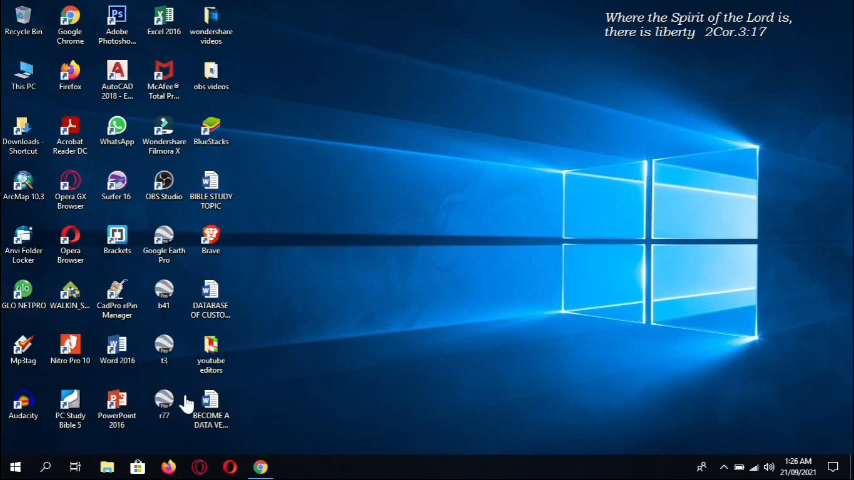 Where the Spirit of the Lord is,
there is liberty 2Cor.3:17
Recycle Bin
Google
Chrome
Adobe
Photosho...
Excel 2016
wondershare
videos
This PC
Firefox
AutoCAD
2018 - E...
McAfee®
Total Pr...
obs videos
Downloads -
Shortcut
Acrobat
Reader DC
WhatsApp
Wondershare
Filmora X
BlueStacks
ArcMap 10.3
Opera GX
Browser
Surfer 16
OBS Studio
BIBLE STUDY
TOPIC
Anvi Folder
Locker
Opera
Browser
Brackets
Google Earth
Pro
Brave
GLO NETPRO
WALKIN_S...
CadPro ePin
Manager
b41
DATABASE
OF CUSTO...
Mp3tag
Nitro Pro 10
Word 2016
t3
youtube
editors
Audacity
PC Study
Bible 5
PowerPoint
2016
r77
BECOME A
DATA VE...
1:26 AM
21/09/2021